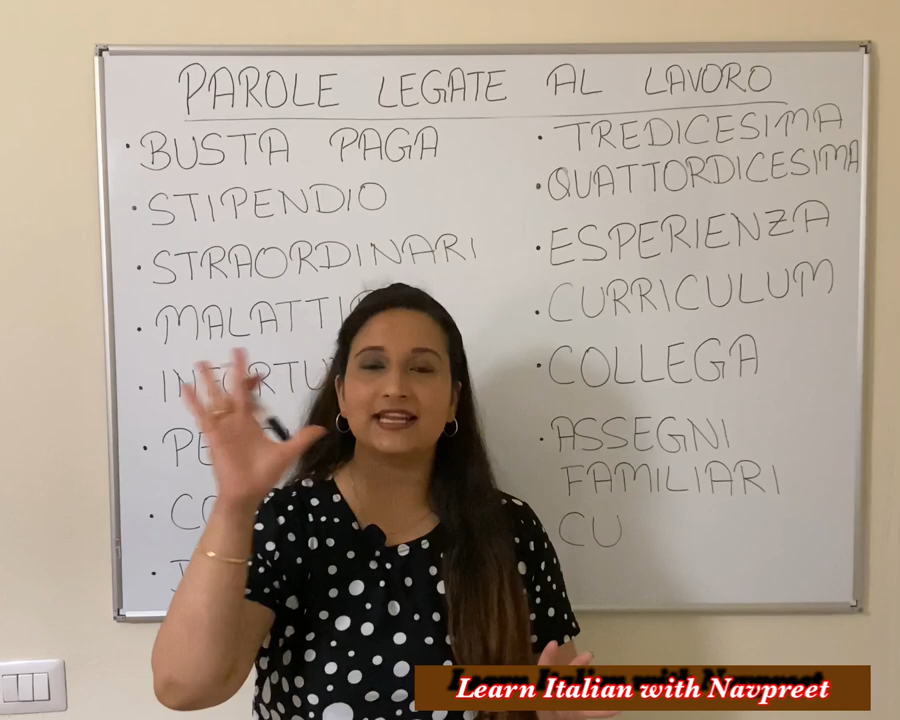 PAROLE LEGATE AL LAVORO
• BUSTA PAGA
• STIPENDIO
• STRAORDINARI
• TREDICESIMA
• QUATTORDICESIMA
• ESPERIENZA
• CURRICULUM
• COLLEGA
• ASSEGNI
FAMILIARI
CU
Learn Italian with Navpreet